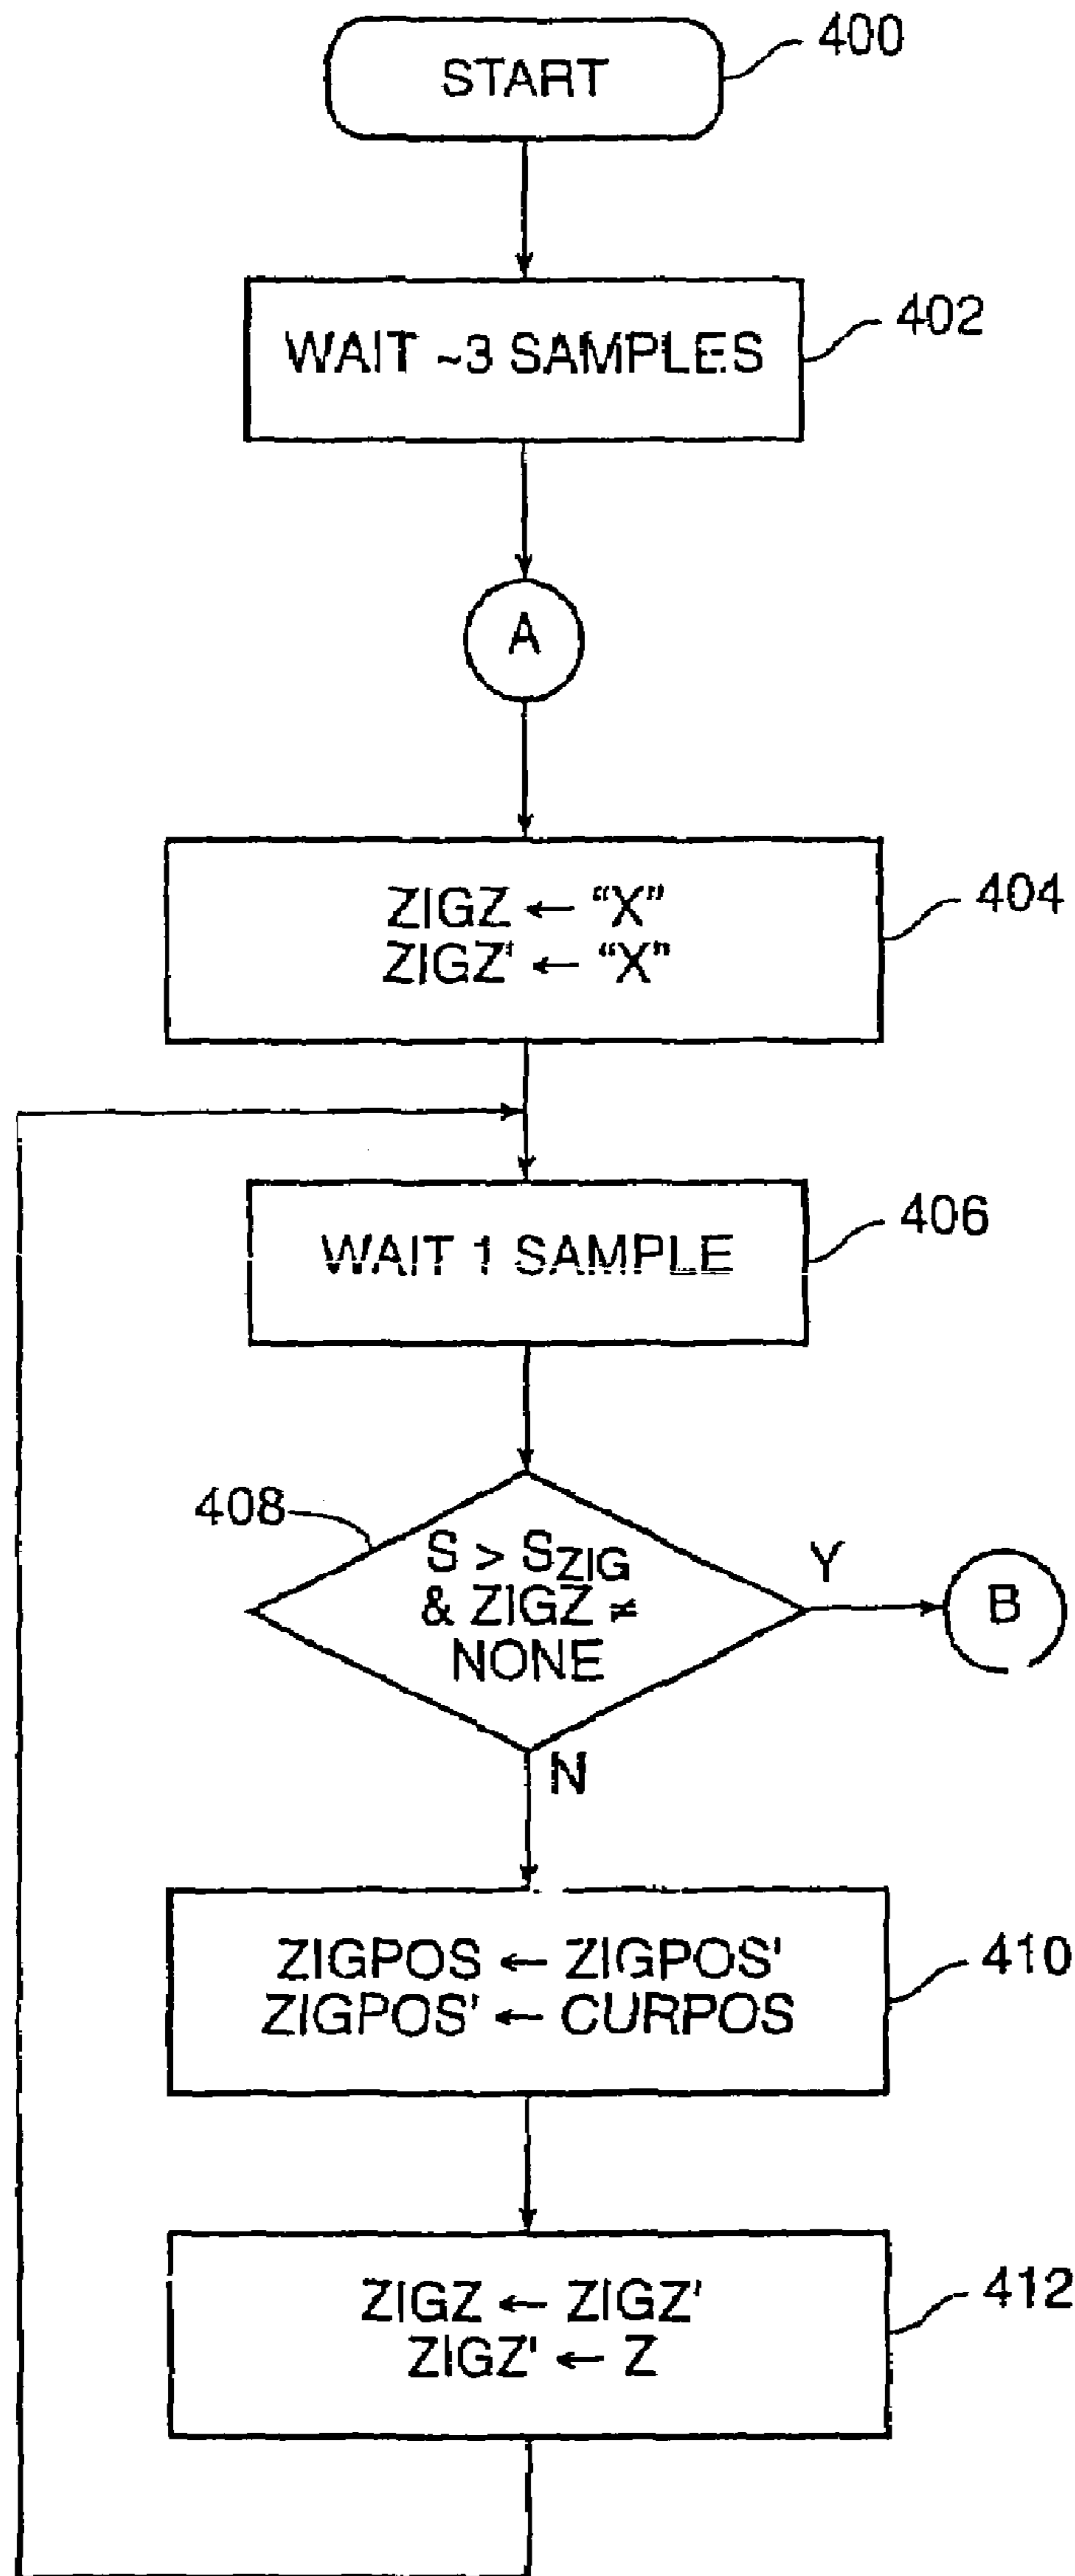 START
400
WAIT ~3 SAMPLES
402
A
ZIGZ ← “X”
ZIGZ' ← “X”
404
WAIT 1 SAMPLE
406
408
S > SZIG
& ZIGZ ≠
NONE
Y
B
N
ZIGPOS ← ZIGPOS'
ZIGPOS' ← CURPOS
410
ZIGZ ← ZIGZ'
ZIGZ' ← Z
412